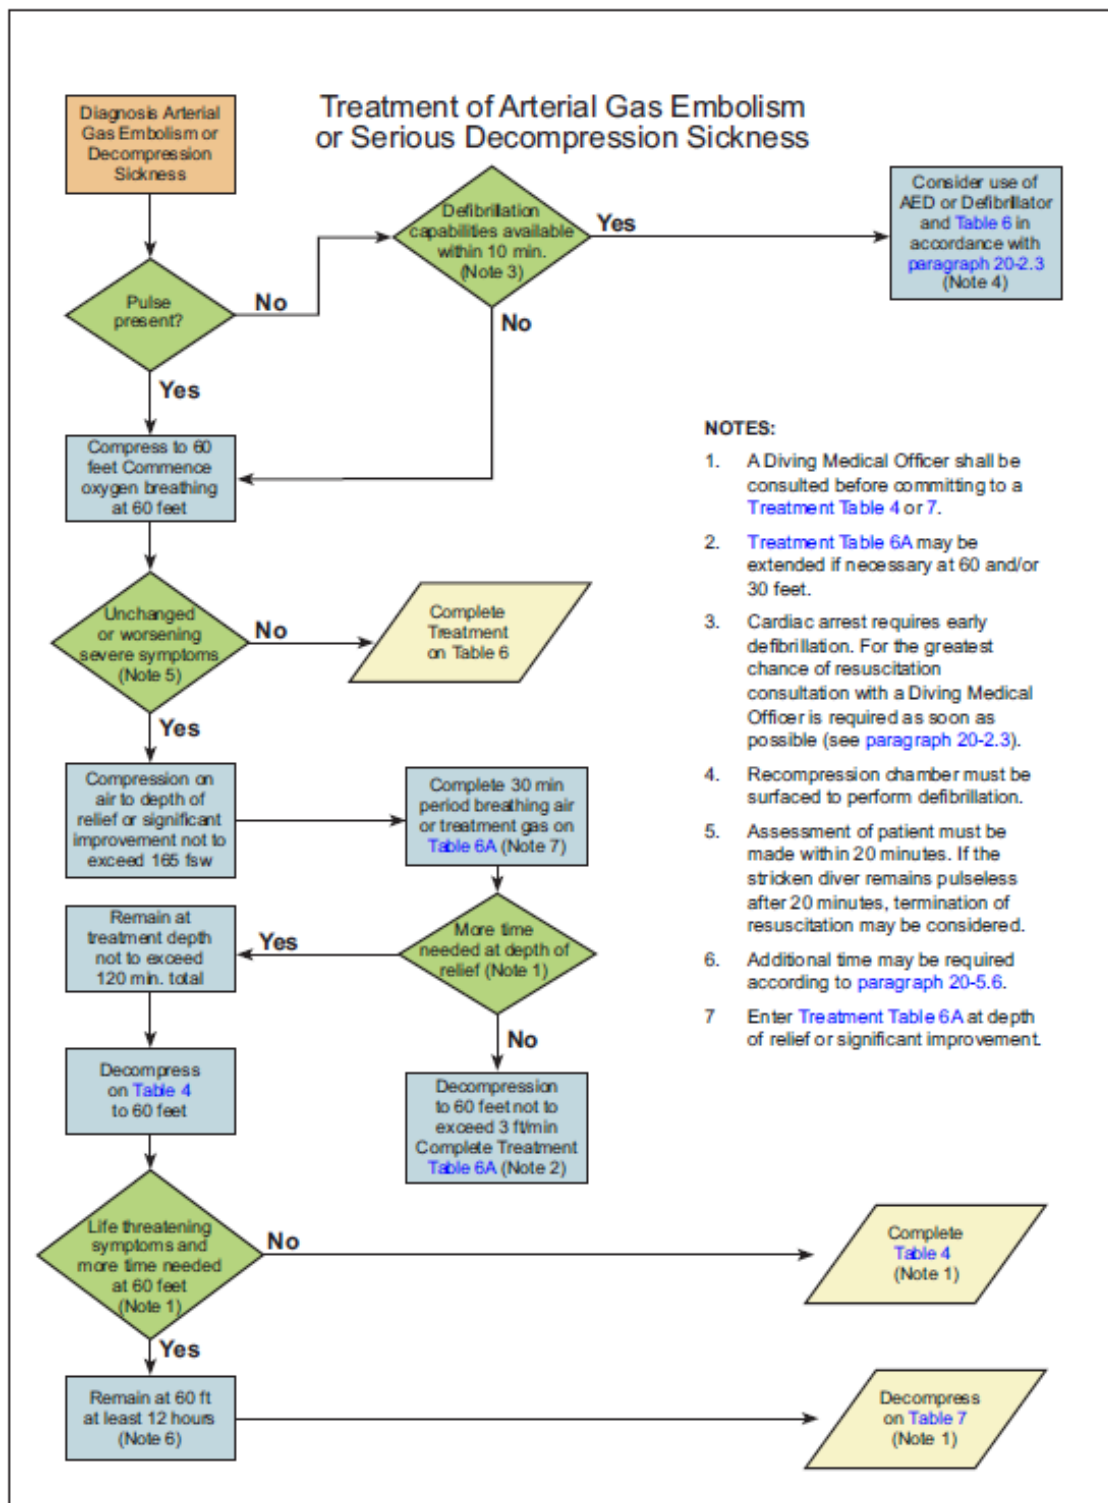 Treatment of Arterial Gas Embolism
or Serious Decompression Sickness
Diagnosis Arterial
Gas Embolism or
Decompression
Sickness
Pulse
present?
No
Yes
Defibrillation
capabilities available
within 10 min.
(Note 3)
Yes
No
Consider use of
AED or Defibrillator
and Table 6 in
accordance with
paragraph 20-2.3
(Note 4)
Compress to 60
feet Commence
oxygen breathing
at 60 feet
Unchanged
or worsening
severe symptoms
(Note 5)
No
Yes
Complete
Treatment
on Table 6
Compression on
air to depth of
relief or significant
improvement not to
exceed 165 fsw
Complete 30 min
period breathing air
or treatment gas on
Table 6A (Note 7)
More time
needed at depth of
relief (Note 1)
Yes
No
Remain at
treatment depth
not to exceed
120 min. total
Decompress
on Table 4
to 60 feet
Decompression
to 60 feet not to
exceed 3 ft/min
Complete Treatment
Table 6A (Note 2)
Life threatening
symptoms and
more time needed
at 60 feet
(Note 1)
No
Yes
Complete
Table 4
(Note 1)
Remain at 60 ft
at least 12 hours
(Note 6)
Decompress
on Table 7
(Note 1)
NOTES:
1. A Diving Medical Officer shall be
consulted before committing to a
Treatment Table 4 or 7.
2. Treatment Table 6A may be
extended if necessary at 60 and/or
30 feet.
3. Cardiac arrest requires early
defibrillation. For the greatest
chance of resuscitation
consultation with a Diving Medical
Officer is required as soon as
possible (see paragraph 20-2.3).
4. Recompression chamber must be
surfaced to perform defibrillation.
5. Assessment of patient must be
made within 20 minutes. If the
stricken diver remains pulseless
after 20 minutes, termination of
resuscitation may be considered.
6. Additional time may be required
according to paragraph 20-5.6.
7 Enter Treatment Table 6A at depth
of relief or significant improvement.